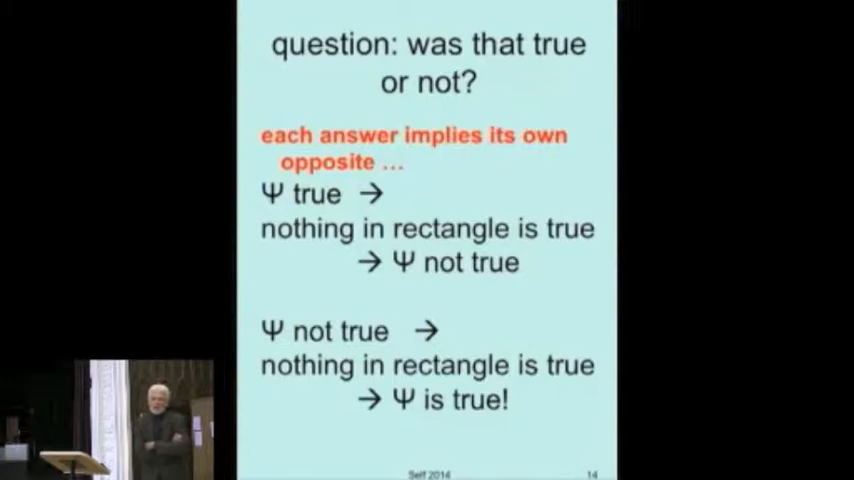 question: was that true
or not?
each answer implies its own
opposite ...
Ψ true →
nothing in rectangle is true
→ Ψ not true
Ψ not true →
nothing in rectangle is true
→ Ψ is true!
Self 2014
14